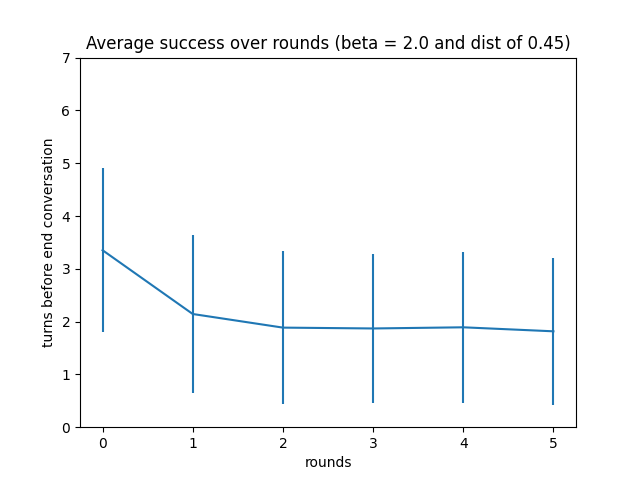 Average success over rounds (beta = 2.0 and dist of 0.45)
7
6
5
4
3
2
1
0
turns before end conversation
0 1 2 3 4 5
rounds